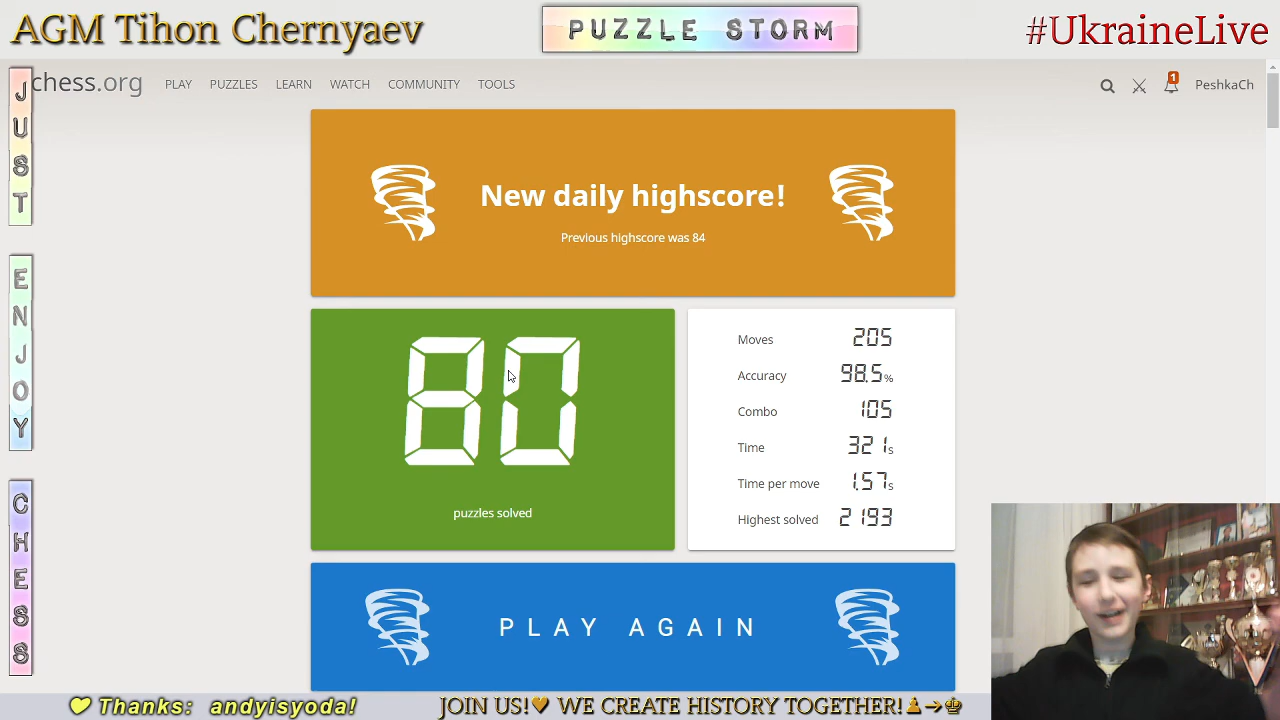 AGM Tihon Chernyaev
PUZZLE STORM
#UkraineLive
JUST
ENJOY
CHESS
chess.org
PLAY PUZZLES LEARN WATCH COMMUNITY TOOLS
1
PeshkaCh
New daily highscore!
Previous highscore was 84
80
puzzles solved
Moves 205
Accuracy 98.5%
Combo 105
Time 321s
Time per move 1.57s
Highest solved 2193
PLAY AGAIN
💛 Thanks: andyisyoda!
JOIN US!🧡 WE CREATE HISTORY TOGETHER!♟→♚